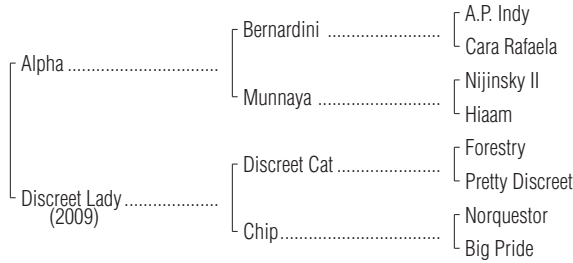 A.P. Indy
Bernardini
Cara Rafaela
Alpha
Nijinsky II
Munnaya
Hiaam
Forestry
Discreet Cat
Pretty Discreet
Discreet Lady
(2009)
Norquestor
Chip
Big Pride